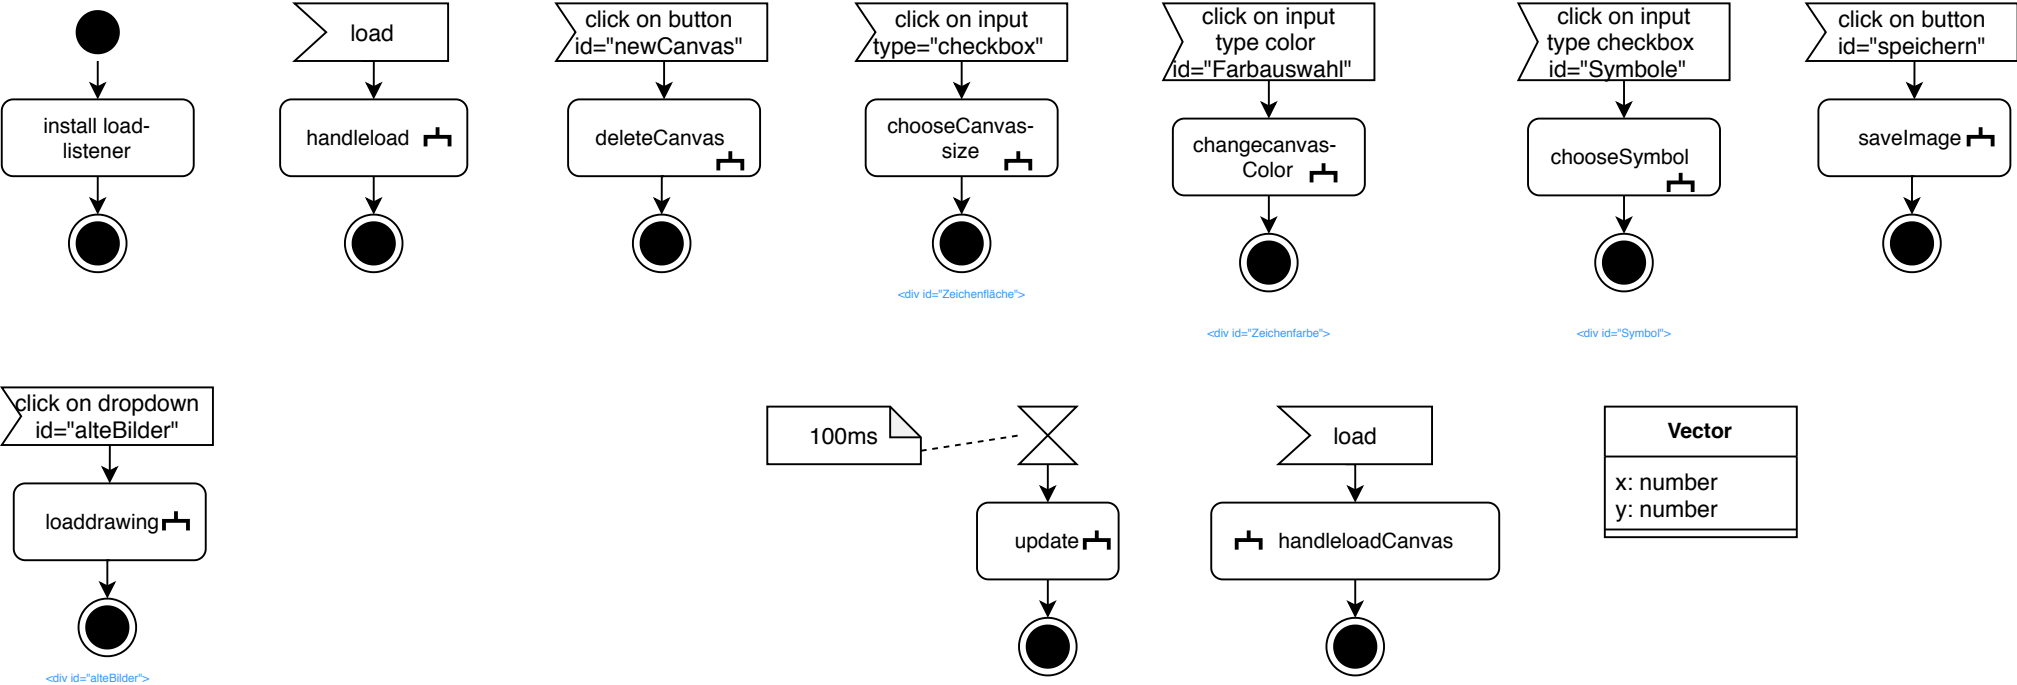 install load-
listener
load
handleload
click on button
id="newCanvas"
deleteCanvas
click on input
type="checkbox"
chooseCanvas-
size
<div id="Zeichenfläche">
click on input
type color
id="Farbauswahl"
changecanvas-
Color
<div id="Zeichenfarbe">
click on input
type checkbox
id="Symbole"
chooseSymbol
<div id="Symbol">
click on button
id="speichern"
saveImage
click on dropdown
id="alteBilder"
loaddrawing
<div id="alteBilder">
100ms
update
load
handleloadCanvas
Vector
x: number
y: number